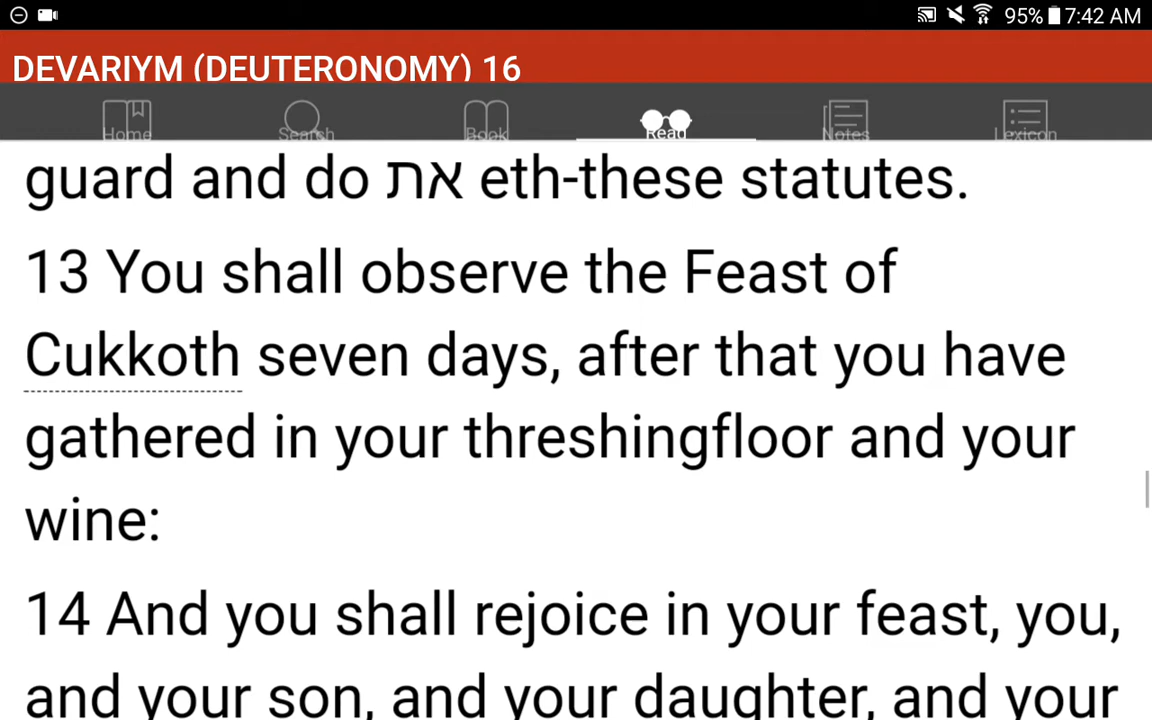 95% 7:42 AM
DEVARIYM (DEUTERONOMY) 16
Home Search Book Read Notes Lexicon
guard and do את eth-these statutes.
13 You shall observe the Feast of
Cukkoth seven days, after that you have
gathered in your threshingfloor and your
wine:
14 And you shall rejoice in your feast, you,
and your son, and your daughter, and your